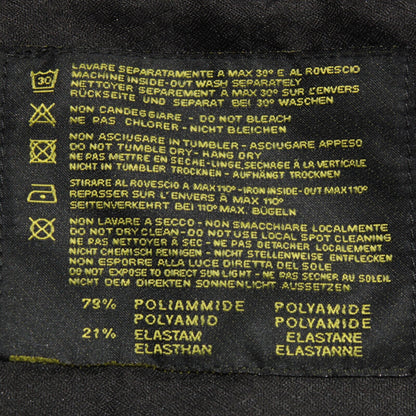 30
LAVARE SEPARATAMENTE A MAX 30° E AL ROVESCIO
MACHINE INSIDE-OUT WASH SEPARATELY
NETTOYER SEPAREMENT A MAX 30° SUR L'ENVERS
RÜCKSEITE UND SEPARAT BEI 30° WASCHEN
NON CANDEGGIARE - DO NOT BLEACH
NE PAS CHLORER - NICHT BLEICHEN
NON ASCIUGARE IN TUMBLER - ASCIUGARE APPESO
DO NOT TUMBLE DRY - HANG DRY
NE PAS METTRE EN SÈCHE-LINGE, SECHAGE À LA VERTICALE
NICHT IN TUMBLER TROCKNEN - AUFHÄNGT TROCKNEN
STIRARE AL ROVESCIO A MAX 110° - IRON INSIDE-OUT MAX 110°
REPASSER SUR L'ENVERS A MAX 110°
SEITENVERKEHRT BEI 110° MAX. BÜGELN
NON LAVARE A SECCO - NON SMACCHIARE LOCALMENTE
DO NOT DRY CLEAN - DO NOT USE LOCAL SPOT CLEANING
NE PAS NETTOYER À SEC - NE PAS DETACHER LOCALEMENT
NICHT CHEMISCH REINIGEN - NICHT STELLENWEISE ENTFLECKEN
NON ESPORRE ALLA LUCE DIRETTA DEL SOLE
DO NOT EXPOSE TO DIRECT SUN LIGHT - NE PAS SECHER AU SOLEIL
NICHT DEM DIREKTEN SONNENLICHT AUSSETZEN
79% POLIAMMIDE POLYAMIDE
POLYAMID POLYAMIDE
21% ELASTAM ELASTANE
ELASTHAN ELASTANNE